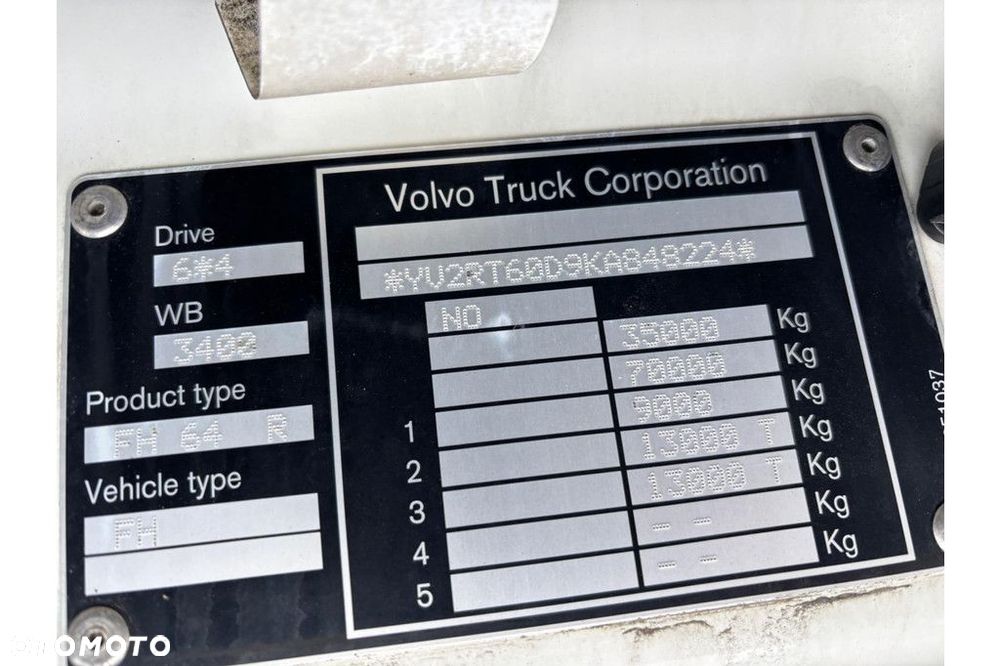 Volvo Truck Corporation
Drive
6*4
*YV2RT60D9KA848224*
WB
3400
NO
35000 Kg
70000 Kg
Product type
FH 64 R
1 9000 Kg
2 13000 T Kg
Vehicle type
FH
3 13000 T Kg
4 - - Kg
5 - - Kg
51037
OTOMOTO